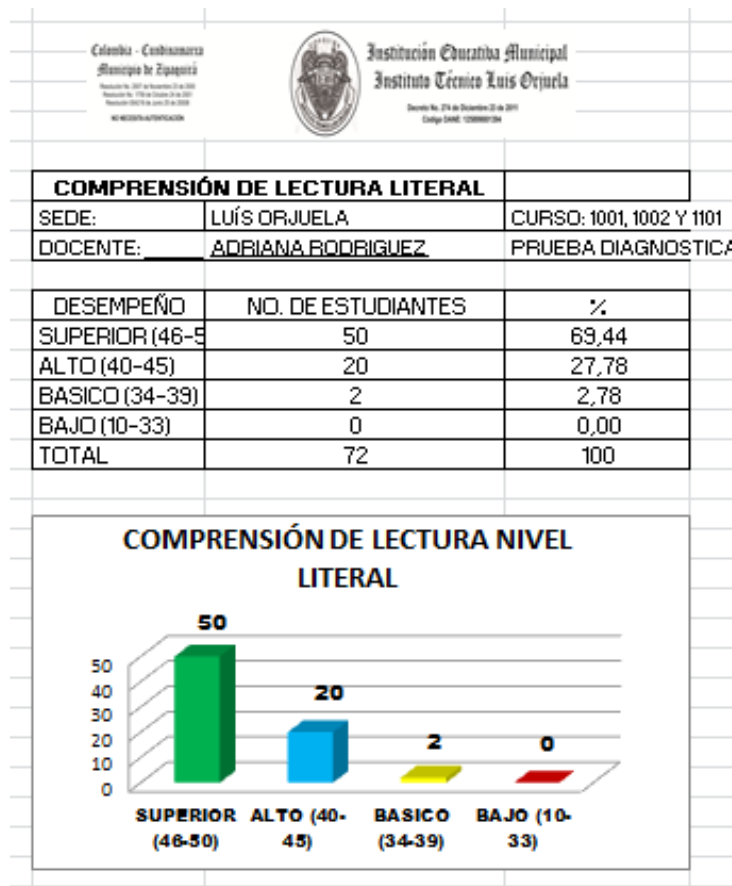 Colombia - Cundinamarca
Municipio de Zipaquirá
NO NECESITA AUTENTICACIÓN
Institución Educativa Municipal
Instituto Técnico Luis Orjuela
COMPRENSIÓN DE LECTURA LITERAL
SEDE: LUÍS ORJUELA CURSO: 1001, 1002 Y 1101
DOCENTE: ADRIANA RODRIGUEZ PRUEBA DIAGNOSTICA
DESEMPEÑO NO. DE ESTUDIANTES %
SUPERIOR (46-5 50 69,44
ALTO (40-45) 20 27,78
BASICO (34-39) 2 2,78
BAJO (10-33) 0 0,00
TOTAL 72 100
COMPRENSIÓN DE LECTURA NIVEL
LITERAL
50
20
2
0
50
40
30
20
10
0
SUPERIOR ALTO (40- BASICO BAJO (10-
(46-50) 45) (34-39) 33)